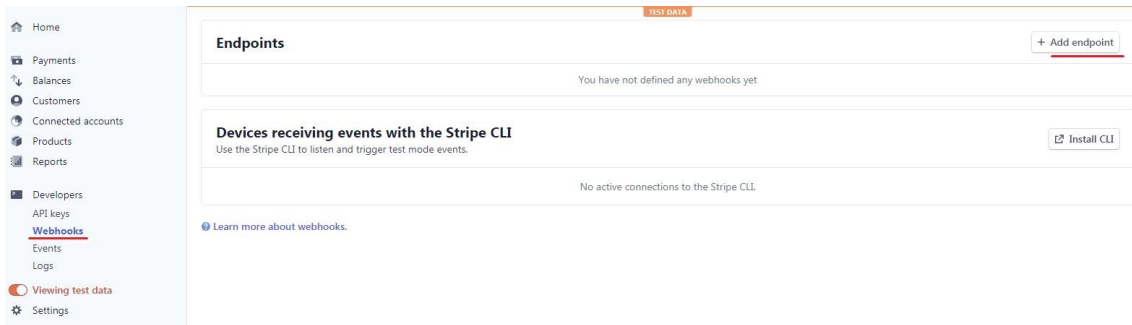 TEST DATA
Home
Payments
Balances
Customers
Connected accounts
Products
Reports
Developers
API keys
Webhooks
Events
Logs
Viewing test data
Settings
Endpoints
+ Add endpoint
You have not defined any webhooks yet
Devices receiving events with the Stripe CLI
Use the Stripe CLI to listen and trigger test mode events.
Install CLI
No active connections to the Stripe CLI.
Learn more about webhooks.